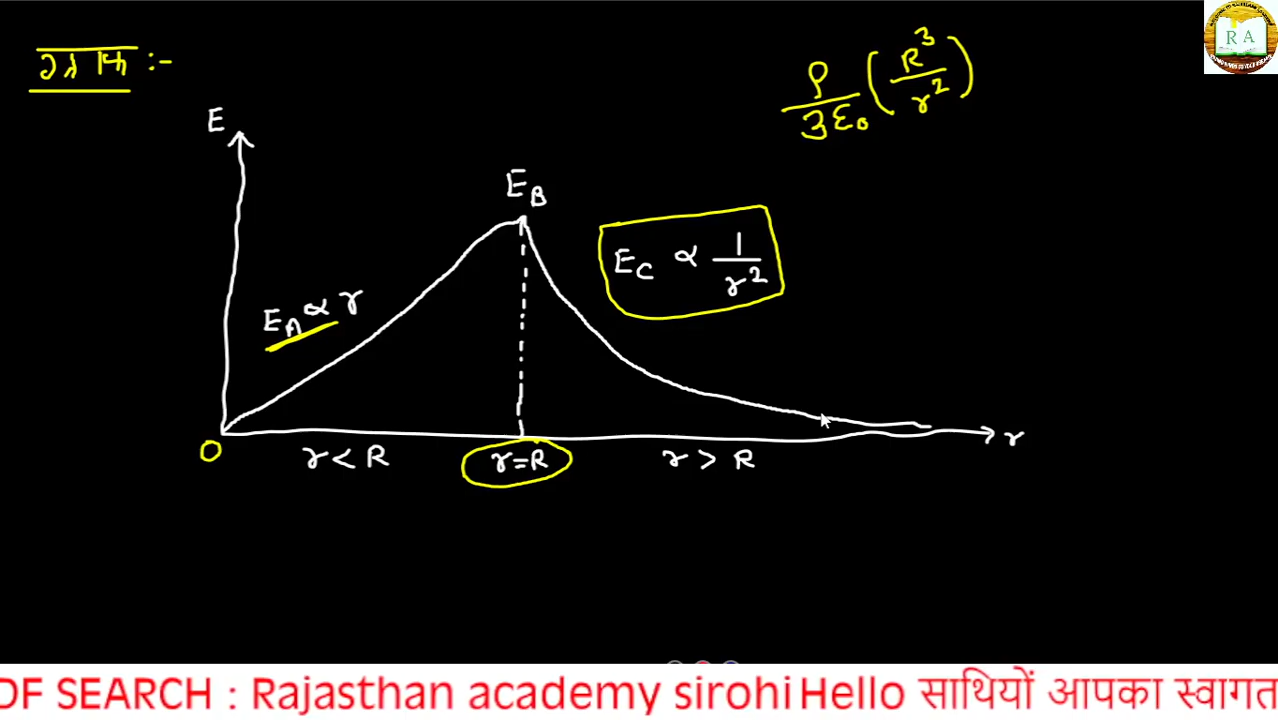 ग्राफ :-
ρ/3ε₀ (R³/r²)
E
E_B
E_C ∝ 1/r²
E_A ∝ r
O
r < R
r=R
r > R
r
R A
DF SEARCH : Rajasthan academy sirohi Hello साथियों आपका स्वागत